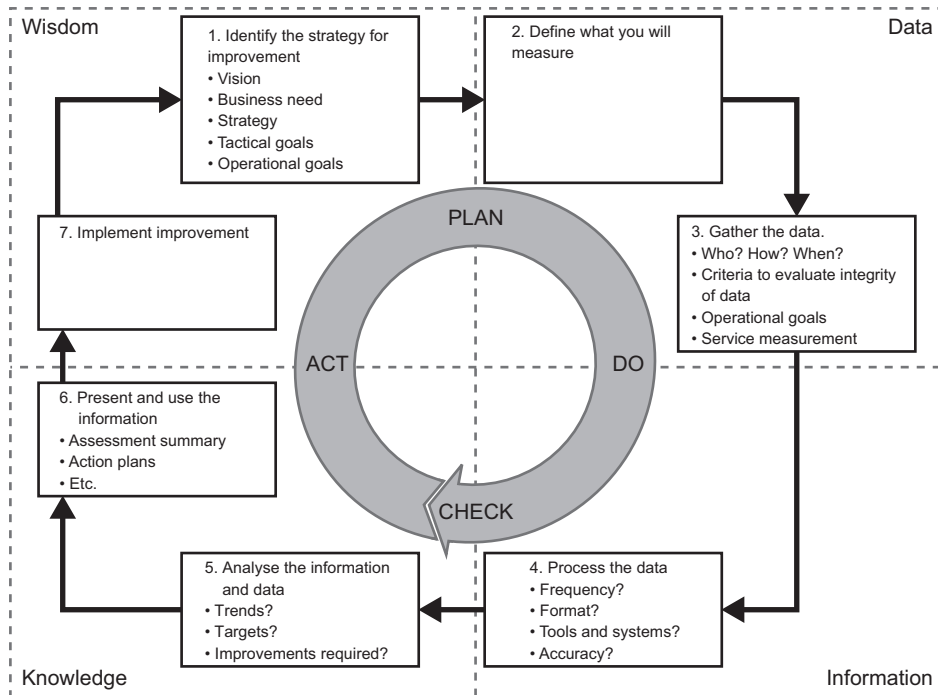 Wisdom
Data
1. Identify the strategy for
improvement
• Vision
• Business need
• Strategy
• Tactical goals
• Operational goals
2. Define what you will
measure
3. Gather the data.
• Who? How? When?
• Criteria to evaluate integrity
of data
• Operational goals
• Service measurement
7. Implement improvement
PLAN
ACT
DO
CHECK
6. Present and use the
information
• Assessment summary
• Action plans
• Etc.
5. Analyse the information
and data
• Trends?
• Targets?
• Improvements required?
4. Process the data
• Frequency?
• Format?
• Tools and systems?
• Accuracy?
Knowledge
Information